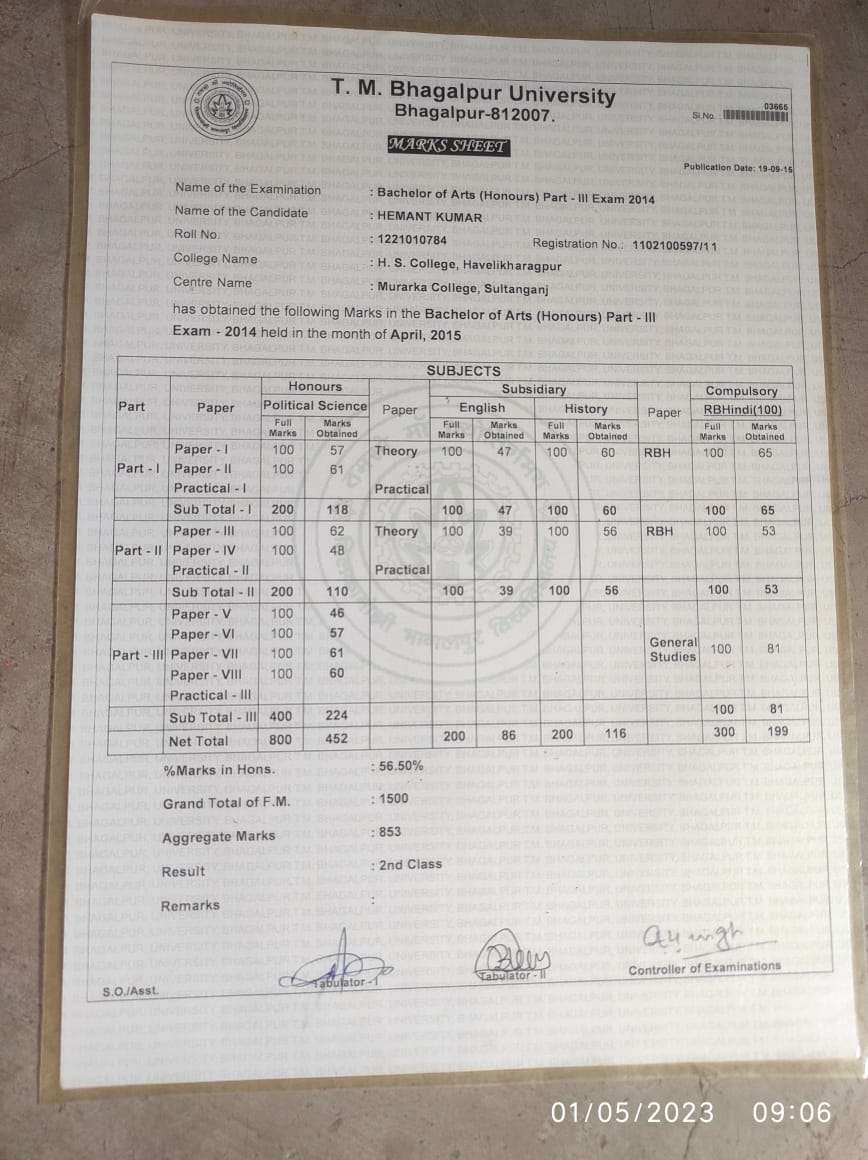 T. M. Bhagalpur University
Bhagalpur-812007.
03665
Sl.No.
MARKS SHEET
Publication Date: 19-09-15
Name of the Examination : Bachelor of Arts (Honours) Part - III Exam 2014
Name of the Candidate : HEMANT KUMAR
Roll No. : 1221010784 Registration No.: 1102100597/11
College Name : H. S. College, Havelikharagpur
Centre Name : Murarka College, Sultanganj
has obtained the following Marks in the Bachelor of Arts (Honours) Part - III
Exam - 2014 held in the month of April, 2015
SUBJECTS
Honours Subsidiary Compulsory
Part Paper Political Science Paper English History Paper RBHindi(100)
Full Marks Marks Obtained Full Marks Marks Obtained Full Marks Marks Obtained Full Marks Marks Obtained
Paper - I 100 57 Theory 100 47 100 60 RBH 100 65
Part - I Paper - II 100 61
Practical - I Practical
Sub Total - I 200 118 100 47 100 60 100 65
Paper - III 100 62 Theory 100 39 100 56 RBH 100 53
Part - II Paper - IV 100 48
Practical - II Practical
Sub Total - II 200 110 100 39 100 56 100 53
Paper - V 100 46
Paper - VI 100 57
Part - III Paper - VII 100 61 General Studies 100 81
Paper - VIII 100 60
Practical - III
Sub Total - III 400 224 100 81
Net Total 800 452 200 86 200 116 300 199
%Marks in Hons. : 56.50%
Grand Total of F.M. : 1500
Aggregate Marks : 853
Result : 2nd Class
Remarks :
S.O./Asst. Tabulator - I Tabulator - II Controller of Examinations
01/05/2023 09:06